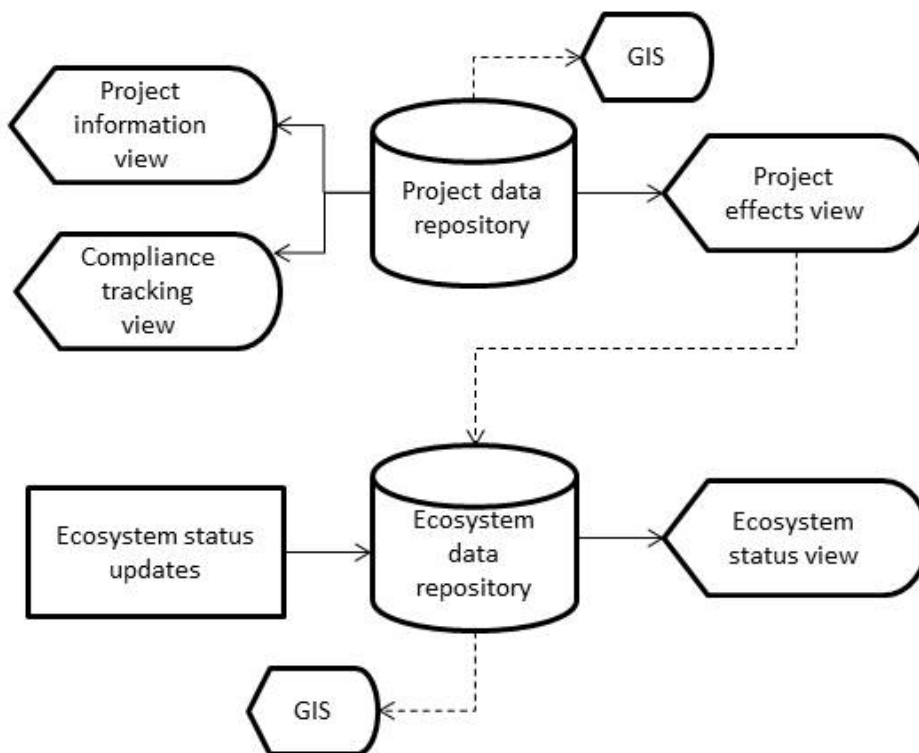 GIS
Project
information
view
Project data
repository
Project
effects view
Compliance
tracking
view
Ecosystem status
updates
Ecosystem
data
repository
Ecosystem
status view
GIS